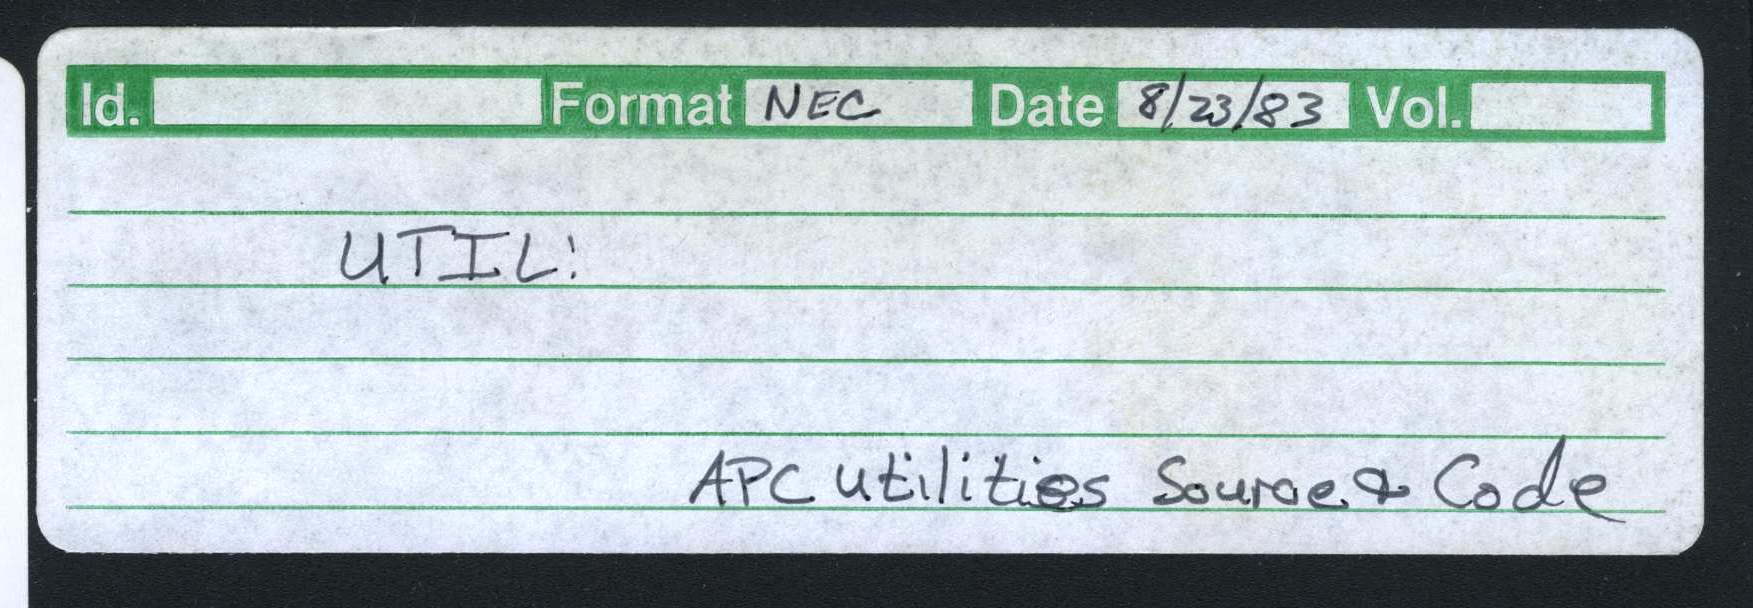 Id. Format NEC Date 8/23/83 Vol.
UTIL:
APC Utilities Source & Code